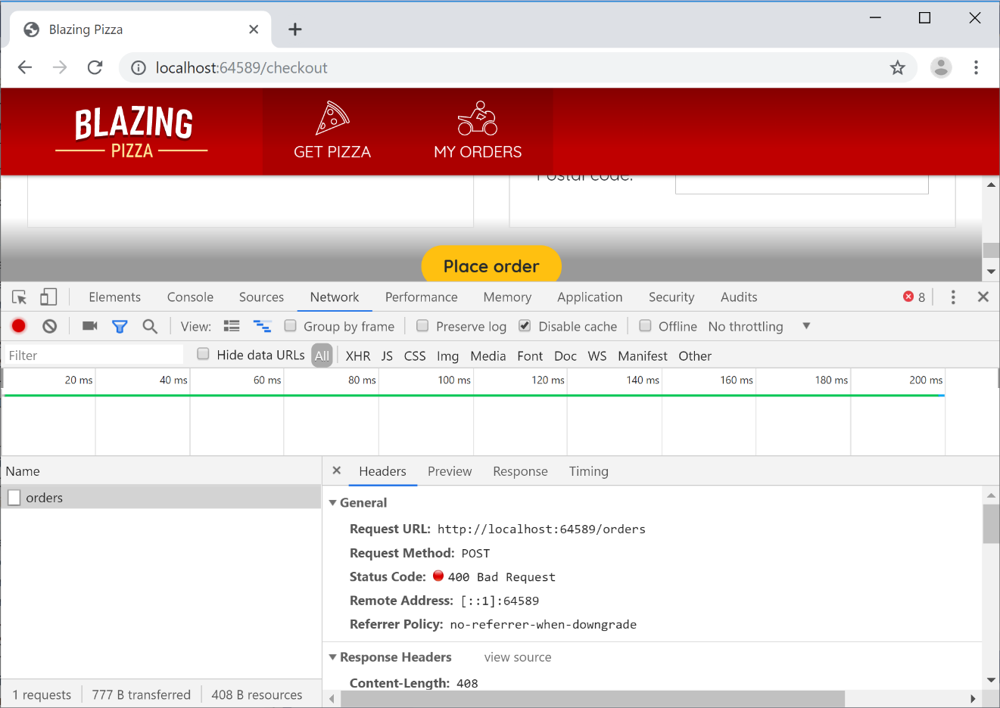 Blazing Pizza
localhost:64589/checkout
BLAZING
PIZZA
GET PIZZA
MY ORDERS
Postal code:
Place order
Elements Console Sources Network Performance Memory Application Security Audits 8
View: Group by frame Preserve log Disable cache Offline No throttling
Filter Hide data URLs All XHR JS CSS Img Media Font Doc WS Manifest Other
20 ms 40 ms 60 ms 80 ms 100 ms 120 ms 140 ms 160 ms 180 ms 200 ms
Name
orders
Headers Preview Response Timing
General
Request URL: http://localhost:64589/orders
Request Method: POST
Status Code: 400 Bad Request
Remote Address: [::1]:64589
Referrer Policy: no-referrer-when-downgrade
Response Headers view source
Content-Length: 408
1 requests 777 B transferred 408 B resources